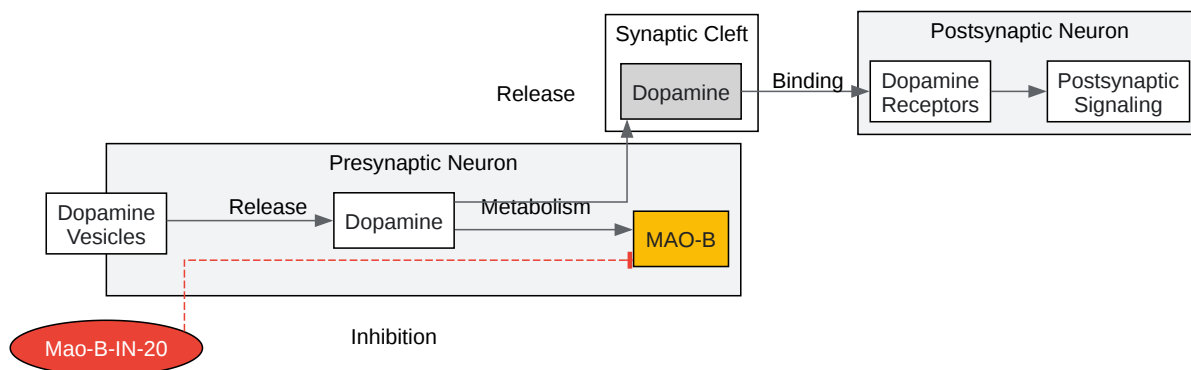 Synaptic Cleft
Postsynaptic Neuron
Release
Dopamine
Binding
Dopamine
Receptors
Postsynaptic
Signaling
Presynaptic Neuron
Dopamine
Vesicles
Release
Dopamine
Metabolism
MAO-B
Inhibition
Mao-B-IN-20